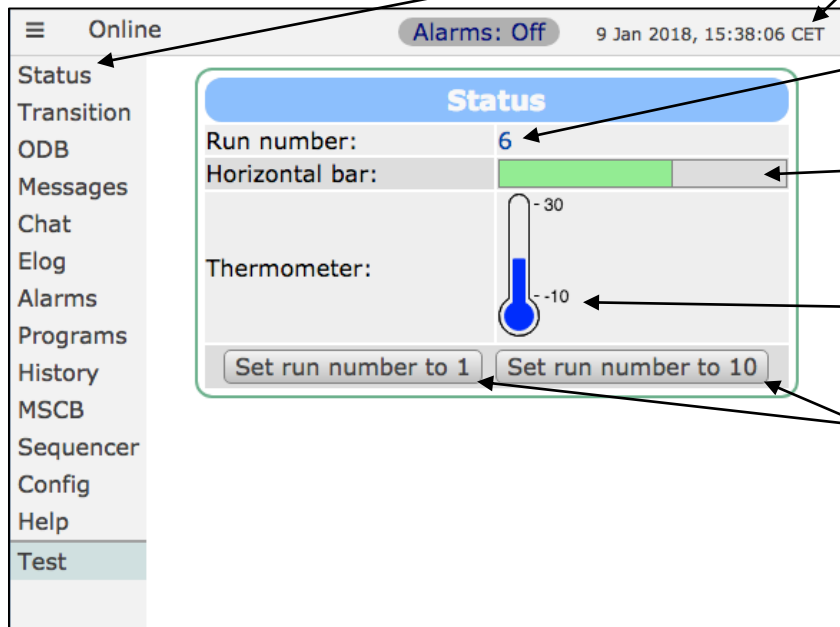 ≡ Online Alarms: Off 9 Jan 2018, 15:38:06 CET
Status
Transition
ODB
Messages
Chat
Elog
Alarms
Programs
History
MSCB
Sequencer
Config
Help
Test
Status
Run number: 6
Horizontal bar:
Thermometer:
- 30
- -10
Set run number to 1 Set run number to 10